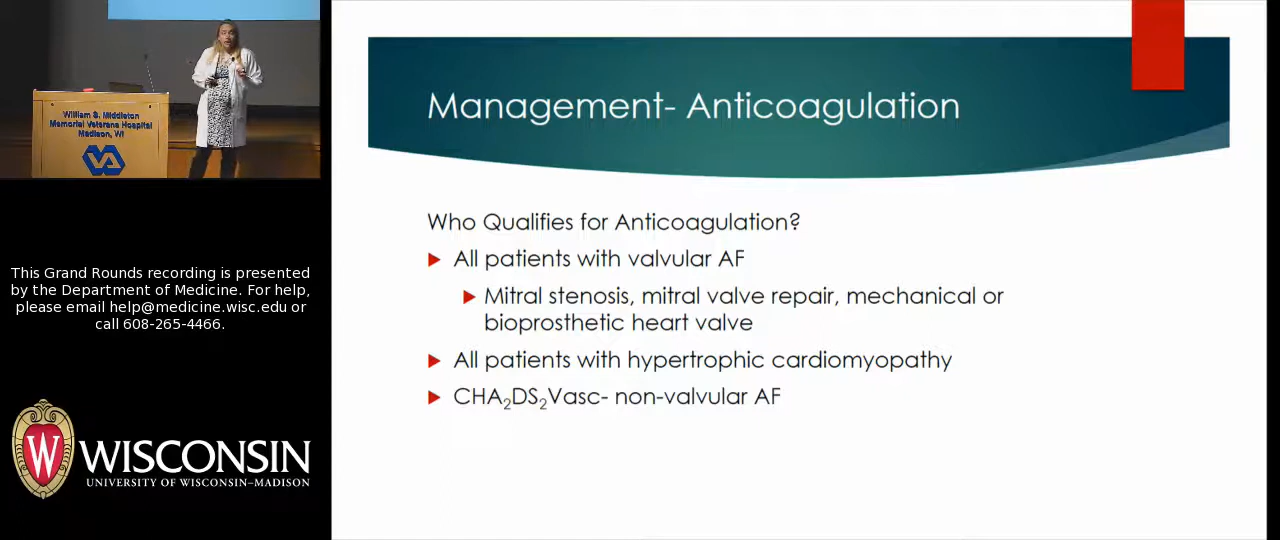 William S. Middleton
Memorial Veterans Hospital
Madison, WI
VA
This Grand Rounds recording is presented
by the Department of Medicine. For help,
please email help@medicine.wisc.edu or
call 608-265-4466.
W
WISCONSIN
UNIVERSITY OF WISCONSIN–MADISON
Management- Anticoagulation
Who Qualifies for Anticoagulation?
All patients with valvular AF
Mitral stenosis, mitral valve repair, mechanical or
bioprosthetic heart valve
All patients with hypertrophic cardiomyopathy
CHA₂DS₂Vasc- non-valvular AF